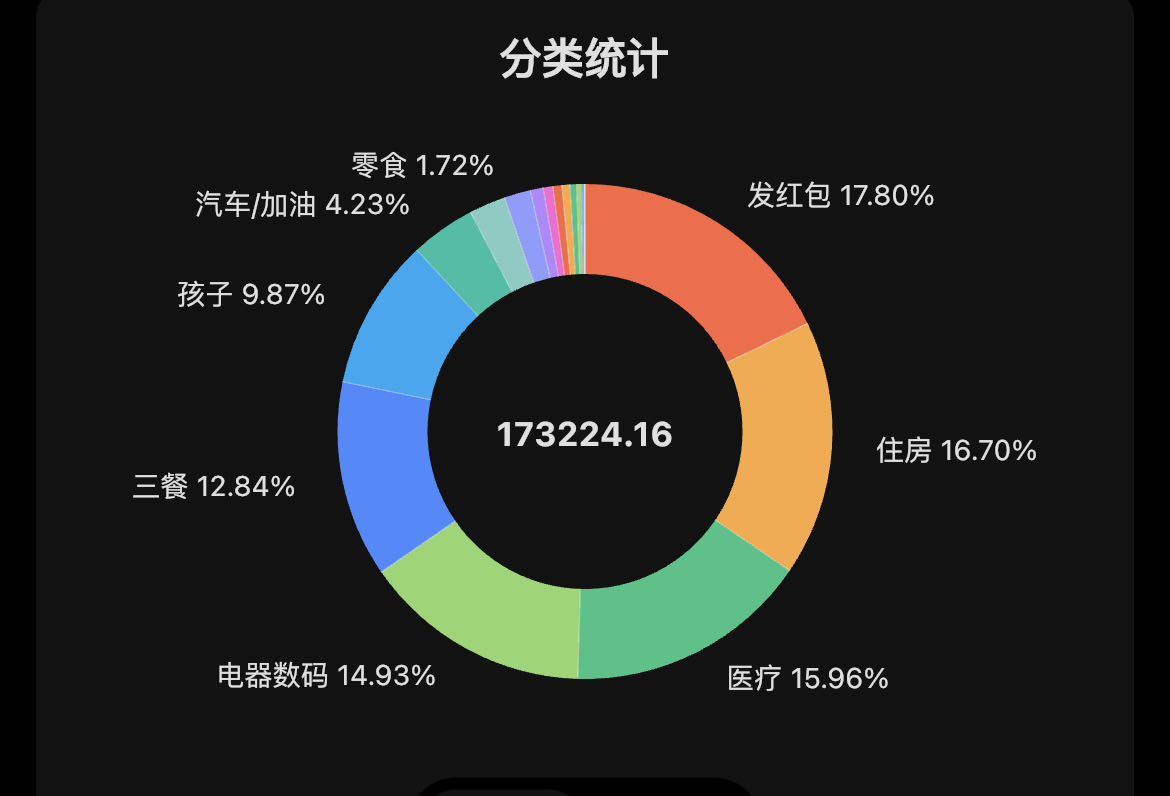 分类统计
零食 1.72%
汽车/加油 4.23%
发红包 17.80%
孩子 9.87%
173224.16
住房 16.70%
三餐 12.84%
电器数码 14.93%
医疗 15.96%